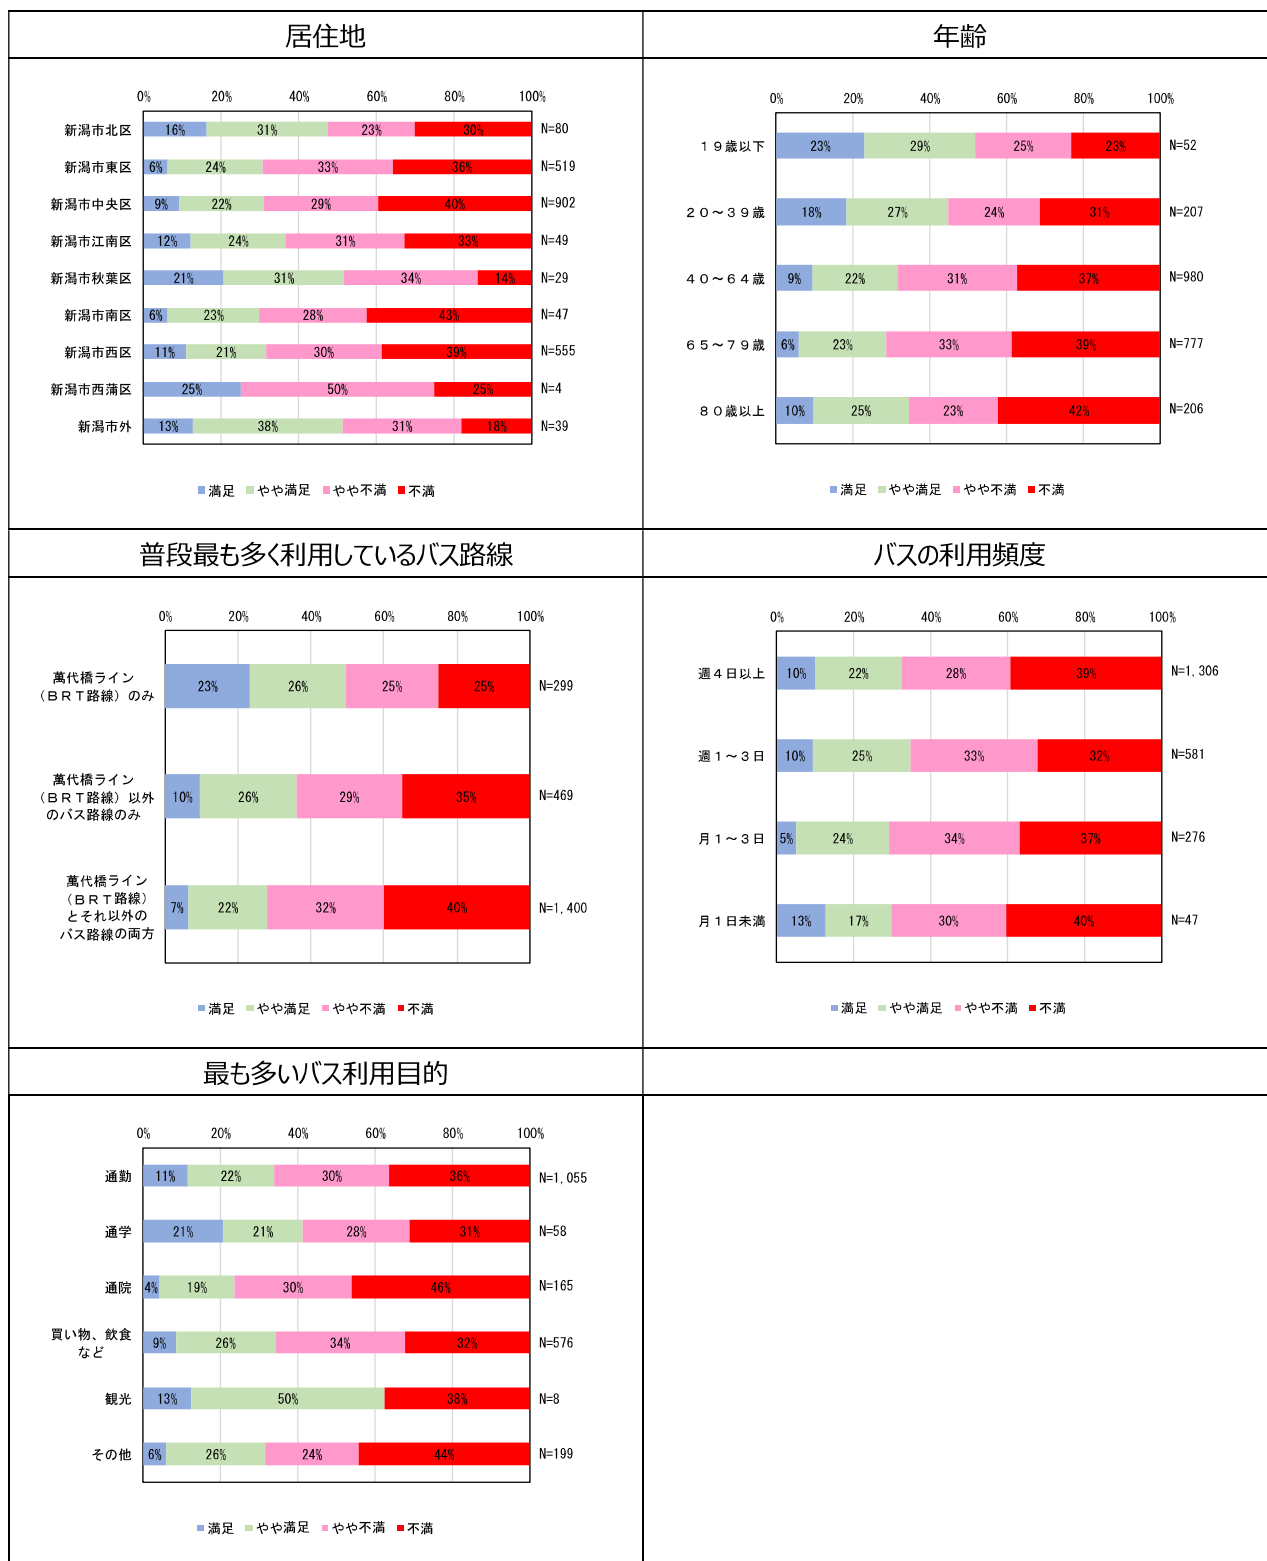 居住地
0% 20% 40% 60% 80% 100%
新潟市北区 16% 31% 23% 30% N=80
新潟市東区 6% 24% 33% 36% N=519
新潟市中央区 9% 22% 29% 40% N=902
新潟市江南区 12% 24% 31% 33% N=49
新潟市秋葉区 21% 31% 34% 14% N=29
新潟市南区 6% 23% 28% 43% N=47
新潟市西区 11% 21% 30% 39% N=555
新潟市西蒲区 25% 50% 25% N=4
新潟市外 13% 38% 31% 18% N=39
満足 やや満足 やや不満 不満
年齢
0% 20% 40% 60% 80% 100%
19歳以下 23% 29% 25% 23% N=52
20~39歳 18% 27% 24% 31% N=207
40~64歳 9% 22% 31% 37% N=980
65~79歳 6% 23% 33% 39% N=777
80歳以上 10% 25% 23% 42% N=206
満足 やや満足 やや不満 不満
普段最も多く利用しているバス路線
0% 20% 40% 60% 80% 100%
萬代橋ライン
(BRT路線)のみ 23% 26% 25% 25% N=299
萬代橋ライン
(BRT路線)以外
のバス路線のみ 10% 26% 29% 35% N=469
萬代橋ライン
(BRT路線)
とそれ以外の
バス路線の両方 7% 22% 32% 40% N=1,400
満足 やや満足 やや不満 不満
バスの利用頻度
0% 20% 40% 60% 80% 100%
週4日以上 10% 22% 28% 39% N=1,306
週1~3日 10% 25% 33% 32% N=581
月1~3日 5% 24% 34% 37% N=276
月1日未満 13% 17% 30% 40% N=47
満足 やや満足 やや不満 不満
最も多いバス利用目的
0% 20% 40% 60% 80% 100%
通勤 11% 22% 30% 36% N=1,055
通学 21% 21% 28% 31% N=58
通院 4% 19% 30% 46% N=165
買い物、飲食
など 9% 26% 34% 32% N=576
観光 13% 50% 38% N=8
その他 6% 26% 24% 44% N=199
満足 やや満足 やや不満 不満